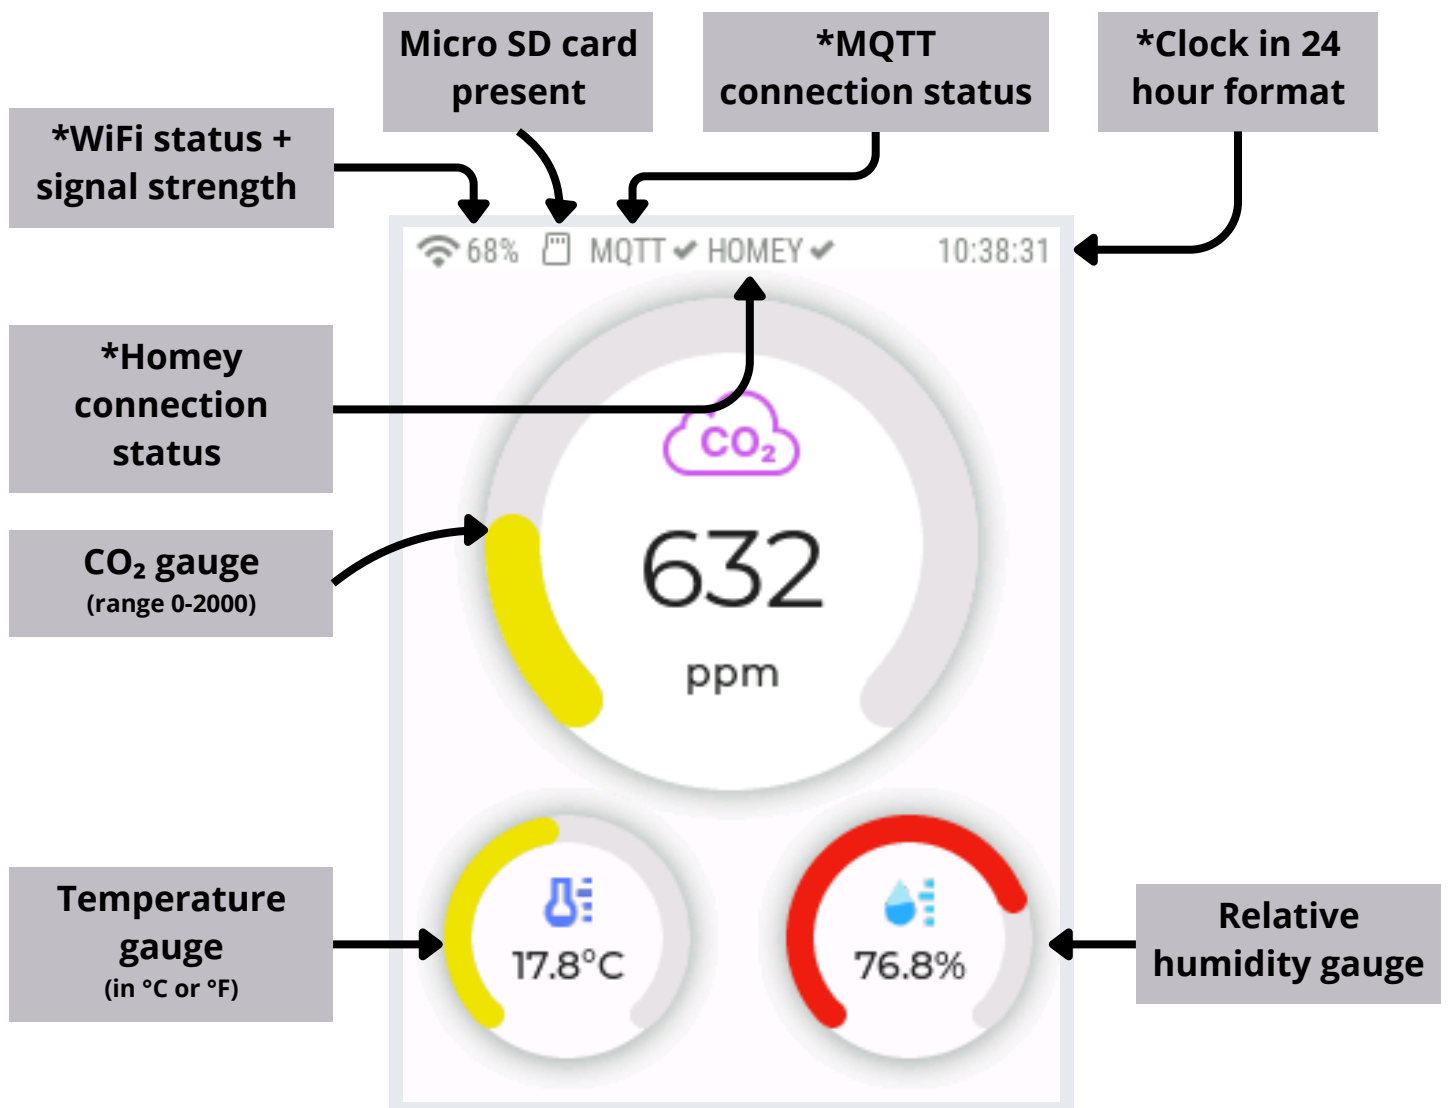 Micro SD card
present
*MQTT
connection status
*Clock in 24
hour format
*WiFi status +
signal strength
68% MQTT ✔ HOMEY ✔ 10:38:31
*Homey
connection
status
CO₂
632
ppm
CO₂ gauge
(range 0-2000)
Temperature
gauge
(in °C or °F)
17.8°C
76.8%
Relative
humidity gauge